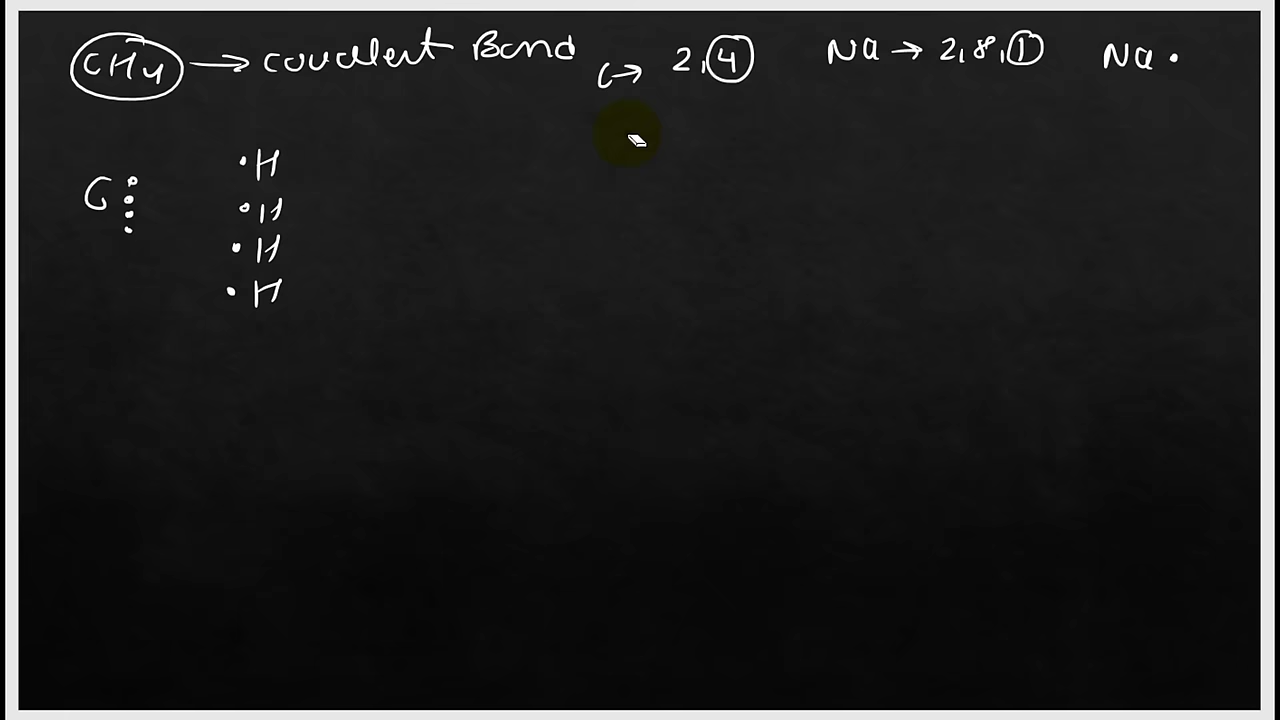 CH4 → covalent Bond C→ 2,4 Na → 2,8,1 Na •
•H
C: •H
•H
•H